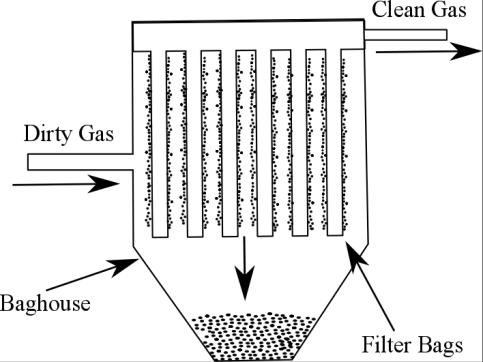 Clean Gas
Dirty Gas
Baghouse
Filter Bags